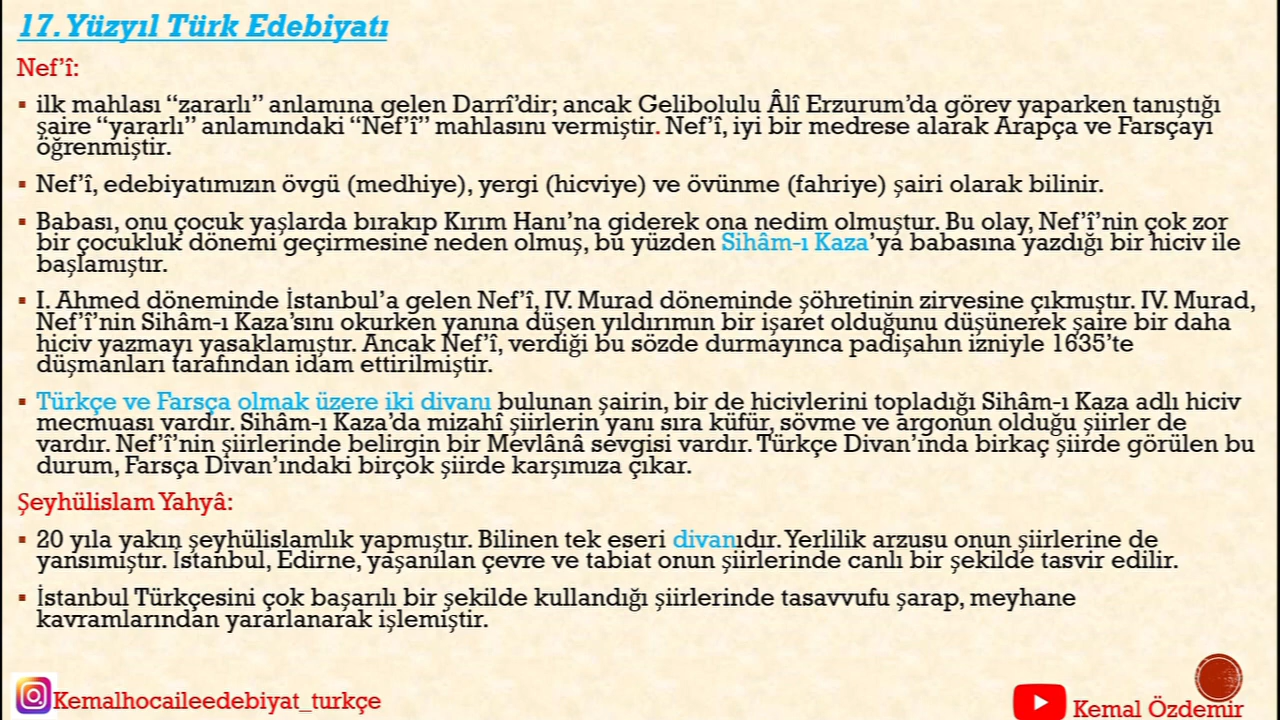 17. Yüzyıl Türk Edebiyatı
Nef’î:
▪ ilk mahlası “zararlı” anlamına gelen Darrî’dir; ancak Gelibolulu Âlî Erzurum’da görev yaparken tanıştığı
şaire “yararlı” anlamındaki “Nef’î” mahlasını vermiştir. Nef’î, iyi bir medrese alarak Arapça ve Farsçayı
öğrenmiştir.
▪ Nef’î, edebiyatımızın övgü (medhiye), yergi (hicviye) ve övünme (fahriye) şairi olarak bilinir.
▪ Babası, onu çocuk yaşlarda bırakıp Kırım Hanı’na giderek ona nedim olmuştur. Bu olay, Nef’î’nin çok zor
bir çocukluk dönemi geçirmesine neden olmuş, bu yüzden Sihâm-ı Kaza’ya babasına yazdığı bir hiciv ile
başlamıştır.
▪ I. Ahmed döneminde İstanbul’a gelen Nef’î, IV. Murad döneminde şöhretinin zirvesine çıkmıştır. IV. Murad,
Nef’î’nin Sihâm-ı Kaza’sını okurken yanına düşen yıldırımın bir işaret olduğunu düşünerek şaire bir daha
hiciv yazmayı yasaklamıştır. Ancak Nef’î, verdiği bu sözde durmayınca padişahın izniyle 1635’te
düşmanları tarafından idam ettirilmiştir.
▪ Türkçe ve Farsça olmak üzere iki divanı bulunan şairin, bir de hicivlerini topladığı Sihâm-ı Kaza adlı hiciv
mecmuası vardır. Sihâm-ı Kaza’da mizahî şiirlerin yanı sıra küfür, sövme ve argonun olduğu şiirler de
vardır. Nef’î’nin şiirlerinde belirgin bir Mevlânâ sevgisi vardır. Türkçe Divan’ında birkaç şiirde görülen bu
durum, Farsça Divan’ındaki birçok şiirde karşımıza çıkar.
Şeyhülislam Yahyâ:
▪ 20 yıla yakın şeyhülislamlık yapmıştır. Bilinen tek eseri divanıdır. Yerlilik arzusu onun şiirlerine de
yansımıştır. İstanbul, Edirne, yaşanılan çevre ve tabiat onun şiirlerinde canlı bir şekilde tasvir edilir.
▪ İstanbul Türkçesini çok başarılı bir şekilde kullandığı şiirlerinde tasavvufu şarap, meyhane
kavramlarından yararlanarak işlemiştir.
Kemalhocaileedebiyat_turkçe
Kemal Özdemir